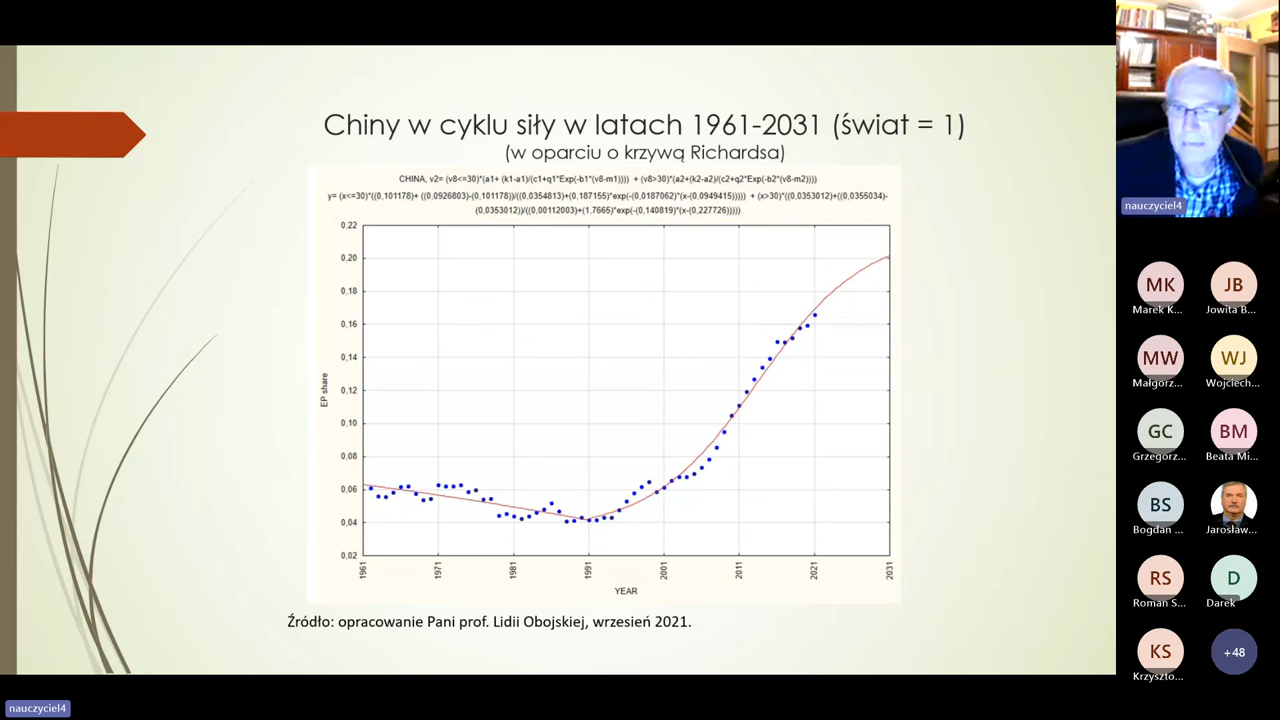 Chiny w cyklu siły w latach 1961-2031 (świat = 1)
(w oparciu o krzywą Richardsa)
CHINA, v2= (v8<=30)*(a1+ (k1-a1)/(c1+q1*Exp(-b1*(v8-m1)))) + (v8>30)*(a2+(k2-a2)/(c2+q2*Exp(-b2*(v8-m2))))
y= (x<=30)*((0,101178)+ ((0,0926803)-(0,101178))/((0,0354813)+(0,187155)*exp(-(0,0187062)*(x-(0,0949415))))) + (x>30)*((0,0353012)+((0,0355034)-
(0,0353012))/((0,00112003)+(1,7665)*exp(-(0,140819)*(x-(0,227726)))))
0,22
0,20
0,18
0,16
0,14
0,12
0,10
0,08
0,06
0,04
0,02
EP share
1961
1971
1981
1991
2001
2011
2021
2031
YEAR
Źródło: opracowanie Pani prof. Lidii Obojskiej, wrzesień 2021.
nauczyciel4
nauczyciel4
MK
Marek K...
JB
Jowita B...
MW
Małgorz...
WJ
Wojciech...
GC
Grzegorz...
BM
Beata Mi...
BS
Bogdan ...
Jarosław...
RS
Roman S...
D
Darek
KS
Krzyszto...
+48